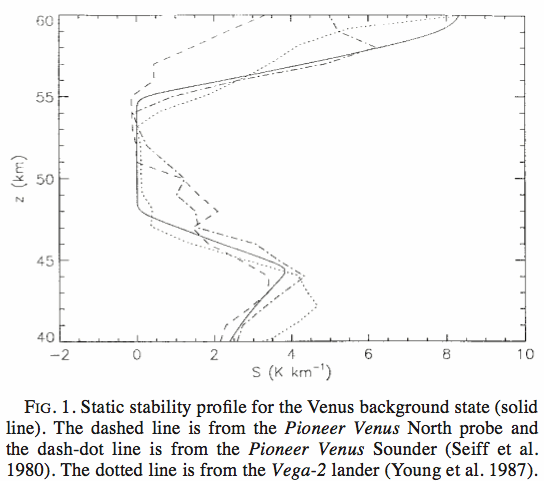 60
55
50
45
40
z (km)
-2
0
2
4
6
8
10
S (K km⁻¹)
FIG. 1. Static stability profile for the Venus background state (solid
line). The dashed line is from the Pioneer Venus North probe and
the dash-dot line is from the Pioneer Venus Sounder (Seiff et al.
1980). The dotted line is from the Vega-2 lander (Young et al. 1987).